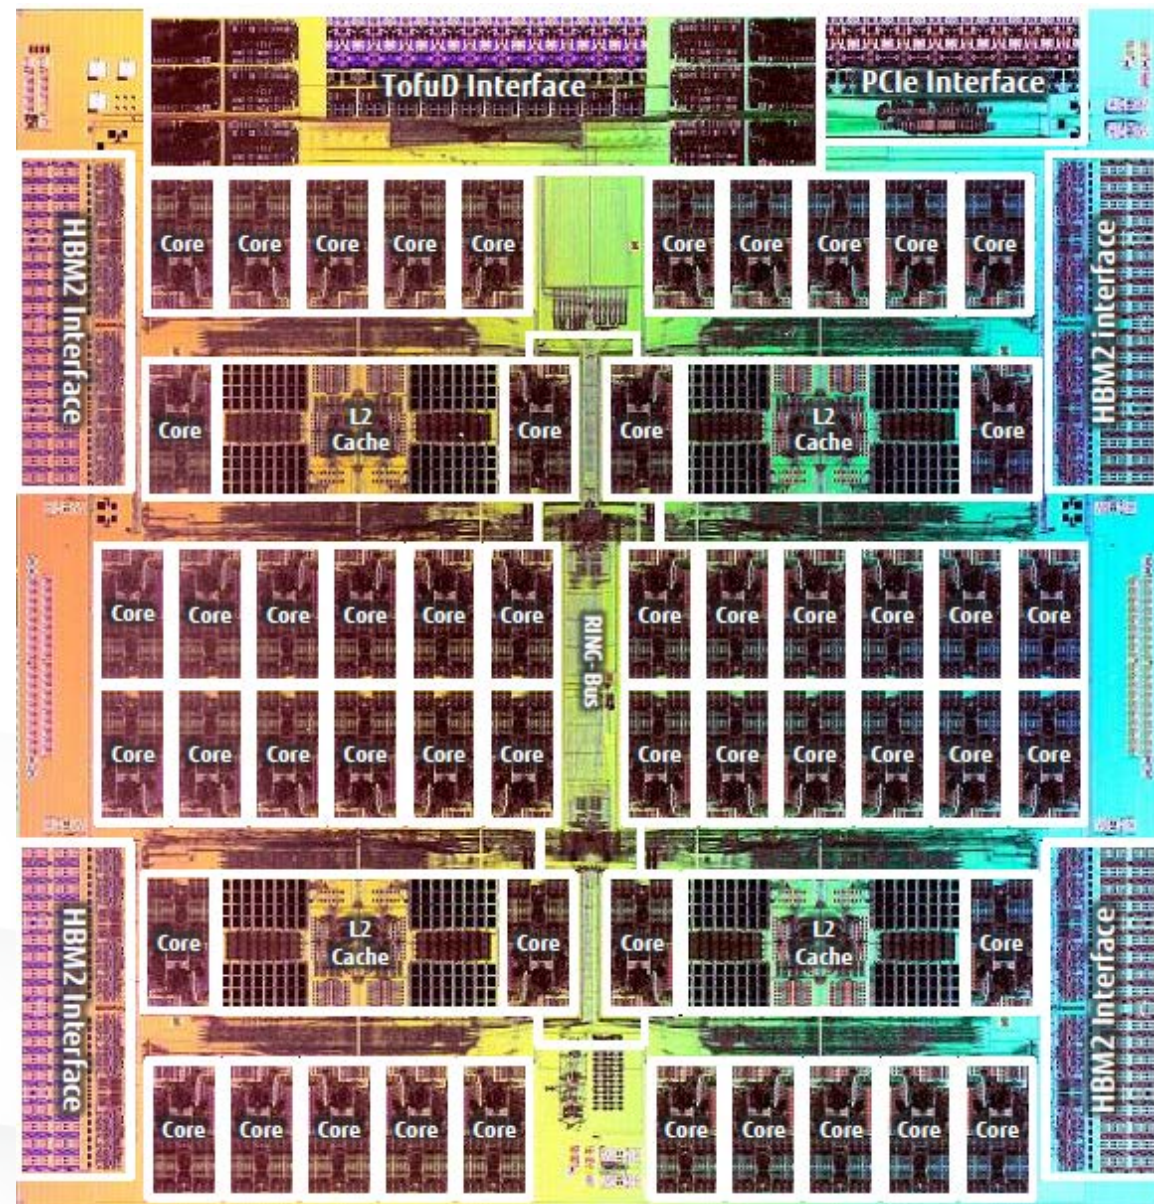 TofuD Interface
PCIe Interface
HBM2 Interface
HBM2 interface
Core Core Core Core Core Core Core Core Core Core
Core
L2
Cache
Core
Core
L2
Cache
Core
Core Core Core Core Core Core Core Core Core Core Core Core
RING-Bus
Core Core Core Core Core Core Core Core Core Core Core Core
HBM2 Interface
HBM2 Interface
Core
L2
Cache
Core
Core
L2
Cache
Core
Core Core Core Core Core Core Core Core Core Core